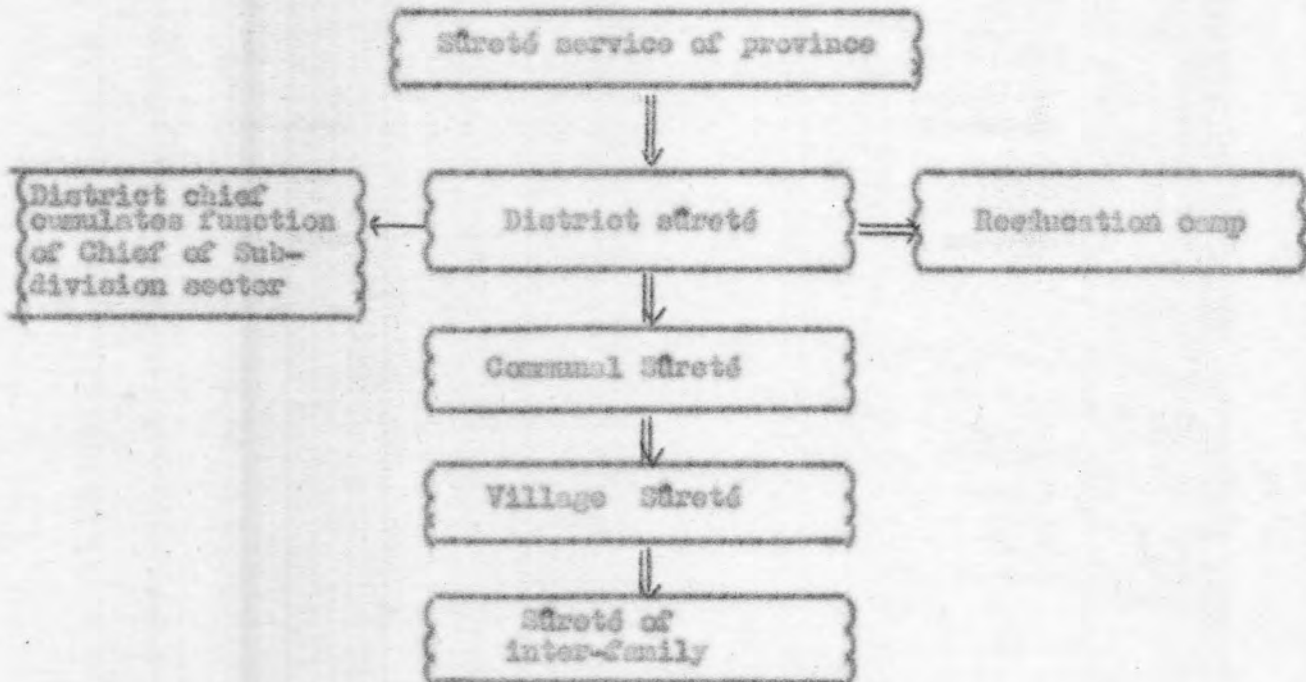 Sûreté service of province
District chief
cumulates function
of Chief of Sub-
division sector
District sûreté
Reeducation camp
Communal Sûreté
Village Sûreté
Sûreté of
inter-family